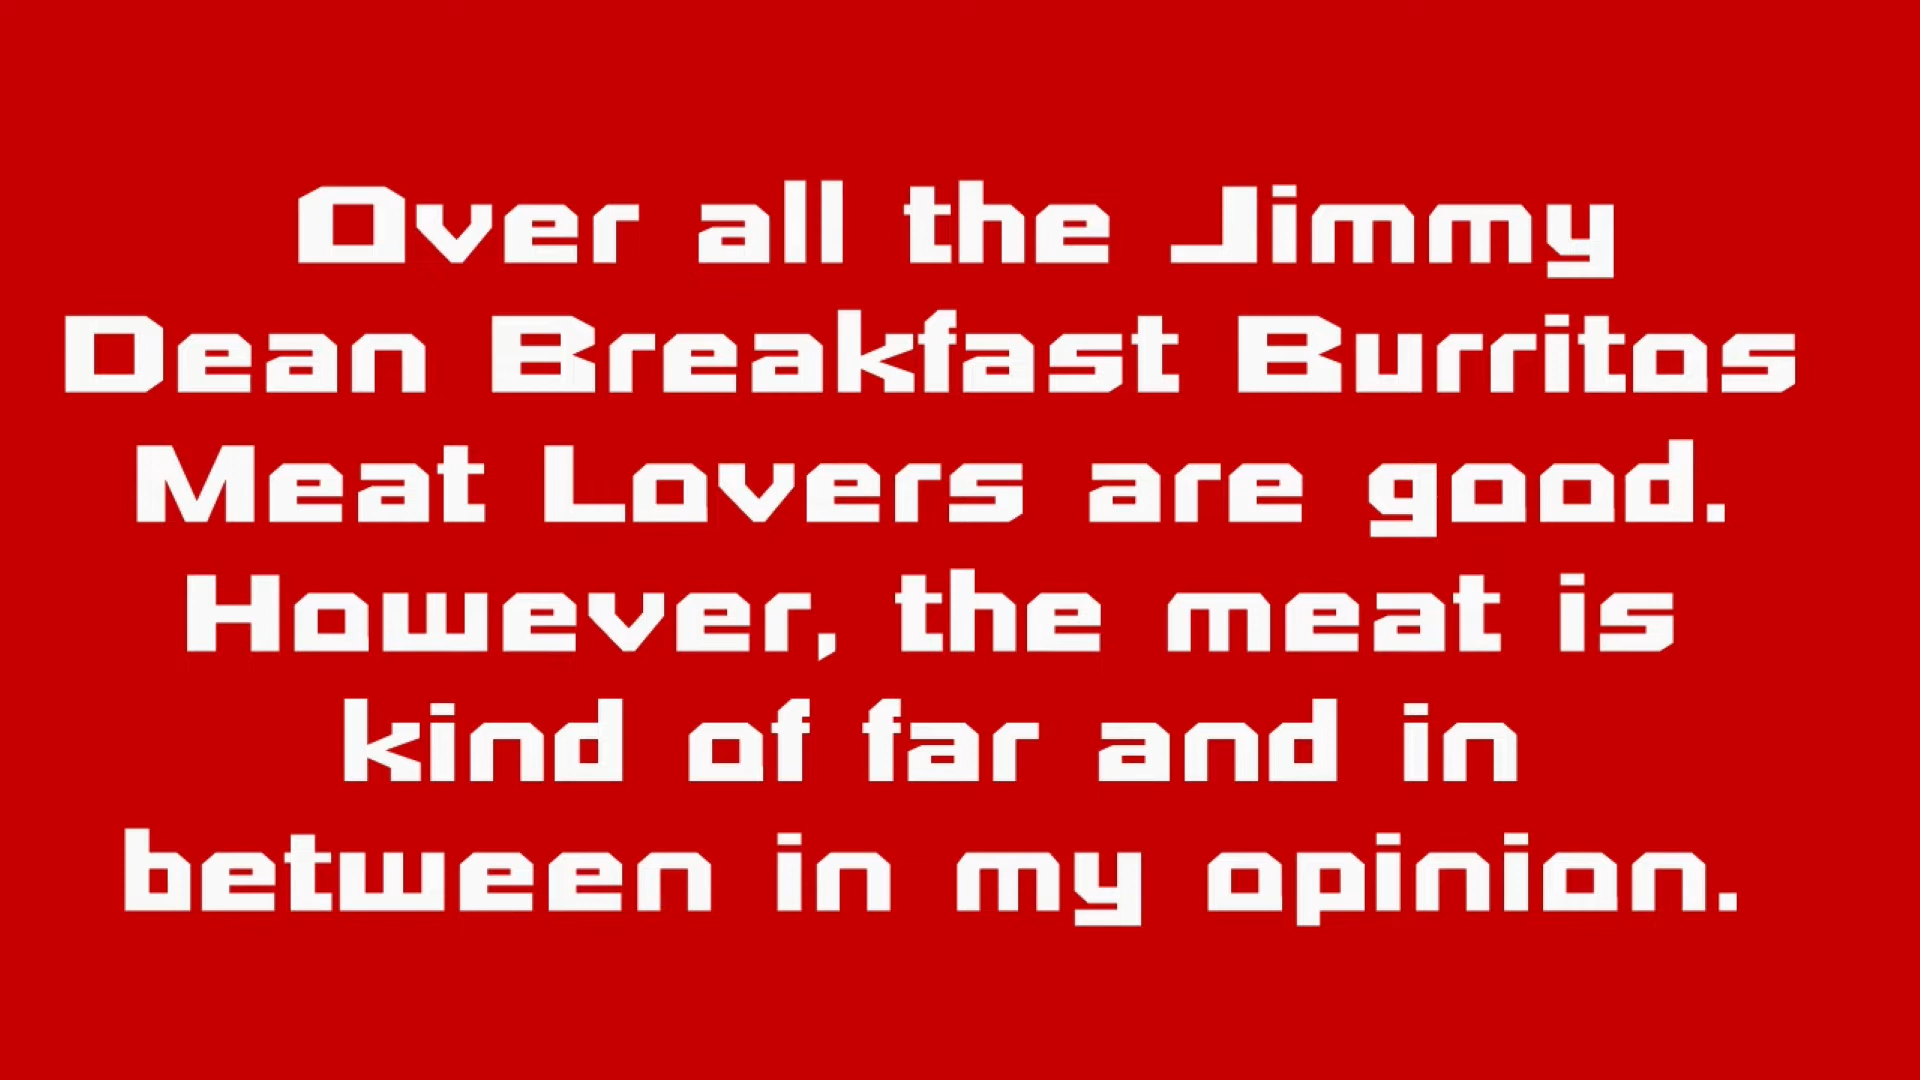 Over all the Jimmy
Dean Breakfast Burritos
Meat Lovers are good.
However, the meat is
kind of far and in
between in my opinion.